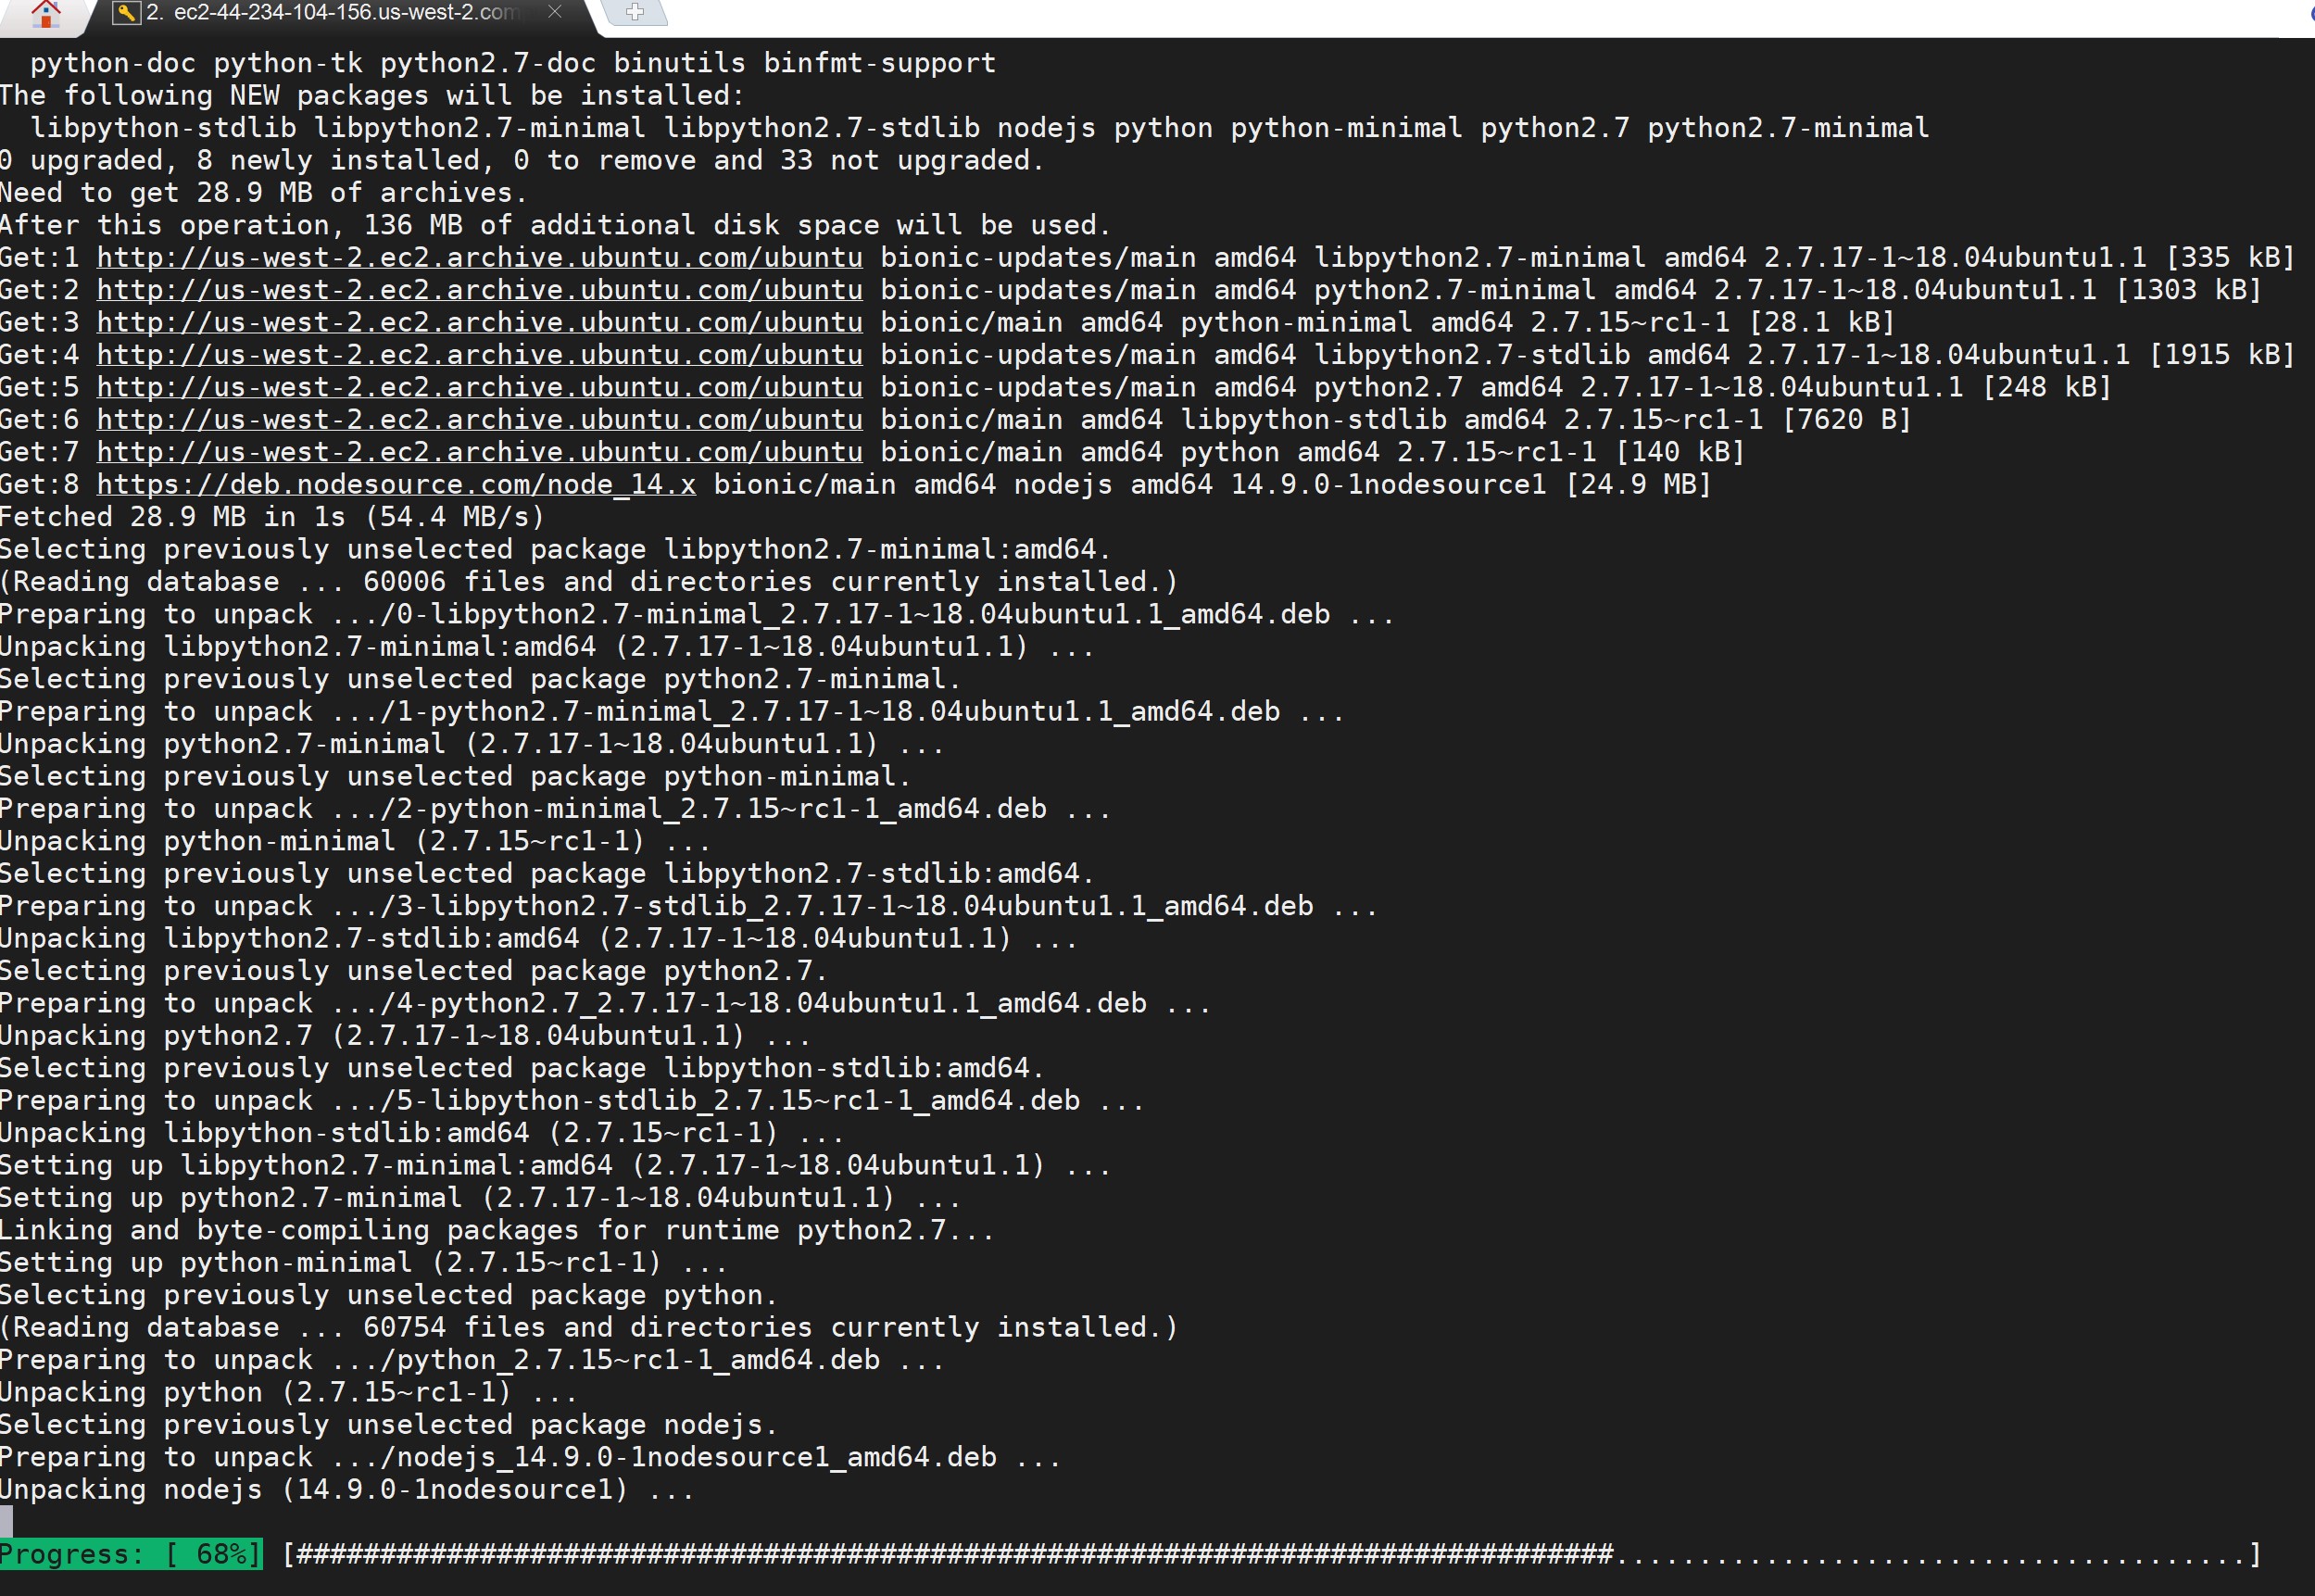 2. ec2-44-234-104-156.us-west-2.com
python-doc python-tk python2.7-doc binutils binfmt-support
The following NEW packages will be installed:
libpython-stdlib libpython2.7-minimal libpython2.7-stdlib nodejs python python-minimal python2.7 python2.7-minimal
0 upgraded, 8 newly installed, 0 to remove and 33 not upgraded.
Need to get 28.9 MB of archives.
After this operation, 136 MB of additional disk space will be used.
Get:1 http://us-west-2.ec2.archive.ubuntu.com/ubuntu bionic-updates/main amd64 libpython2.7-minimal amd64 2.7.17-1~18.04ubuntu1.1 [335 kB]
Get:2 http://us-west-2.ec2.archive.ubuntu.com/ubuntu bionic-updates/main amd64 python2.7-minimal amd64 2.7.17-1~18.04ubuntu1.1 [1303 kB]
Get:3 http://us-west-2.ec2.archive.ubuntu.com/ubuntu bionic/main amd64 python-minimal amd64 2.7.15~rc1-1 [28.1 kB]
Get:4 http://us-west-2.ec2.archive.ubuntu.com/ubuntu bionic-updates/main amd64 libpython2.7-stdlib amd64 2.7.17-1~18.04ubuntu1.1 [1915 kB]
Get:5 http://us-west-2.ec2.archive.ubuntu.com/ubuntu bionic-updates/main amd64 python2.7 amd64 2.7.17-1~18.04ubuntu1.1 [248 kB]
Get:6 http://us-west-2.ec2.archive.ubuntu.com/ubuntu bionic/main amd64 libpython-stdlib amd64 2.7.15~rc1-1 [7620 B]
Get:7 http://us-west-2.ec2.archive.ubuntu.com/ubuntu bionic/main amd64 python amd64 2.7.15~rc1-1 [140 kB]
Get:8 https://deb.nodesource.com/node_14.x bionic/main amd64 nodejs amd64 14.9.0-1nodesource1 [24.9 MB]
Fetched 28.9 MB in 1s (54.4 MB/s)
Selecting previously unselected package libpython2.7-minimal:amd64.
(Reading database ... 60006 files and directories currently installed.)
Preparing to unpack .../0-libpython2.7-minimal_2.7.17-1~18.04ubuntu1.1_amd64.deb ...
Unpacking libpython2.7-minimal:amd64 (2.7.17-1~18.04ubuntu1.1) ...
Selecting previously unselected package python2.7-minimal.
Preparing to unpack .../1-python2.7-minimal_2.7.17-1~18.04ubuntu1.1_amd64.deb ...
Unpacking python2.7-minimal (2.7.17-1~18.04ubuntu1.1) ...
Selecting previously unselected package python-minimal.
Preparing to unpack .../2-python-minimal_2.7.15~rc1-1_amd64.deb ...
Unpacking python-minimal (2.7.15~rc1-1) ...
Selecting previously unselected package libpython2.7-stdlib:amd64.
Preparing to unpack .../3-libpython2.7-stdlib_2.7.17-1~18.04ubuntu1.1_amd64.deb ...
Unpacking libpython2.7-stdlib:amd64 (2.7.17-1~18.04ubuntu1.1) ...
Selecting previously unselected package python2.7.
Preparing to unpack .../4-python2.7_2.7.17-1~18.04ubuntu1.1_amd64.deb ...
Unpacking python2.7 (2.7.17-1~18.04ubuntu1.1) ...
Selecting previously unselected package libpython-stdlib:amd64.
Preparing to unpack .../5-libpython-stdlib_2.7.15~rc1-1_amd64.deb ...
Unpacking libpython-stdlib:amd64 (2.7.15~rc1-1) ...
Setting up libpython2.7-minimal:amd64 (2.7.17-1~18.04ubuntu1.1) ...
Setting up python2.7-minimal (2.7.17-1~18.04ubuntu1.1) ...
Linking and byte-compiling packages for runtime python2.7...
Setting up python-minimal (2.7.15~rc1-1) ...
Selecting previously unselected package python.
(Reading database ... 60754 files and directories currently installed.)
Preparing to unpack .../python_2.7.15~rc1-1_amd64.deb ...
Unpacking python (2.7.15~rc1-1) ...
Selecting previously unselected package nodejs.
Preparing to unpack .../nodejs_14.9.0-1nodesource1_amd64.deb ...
Unpacking nodejs (14.9.0-1nodesource1) ...
Progress: [ 68%] [###############################################################################......................................]